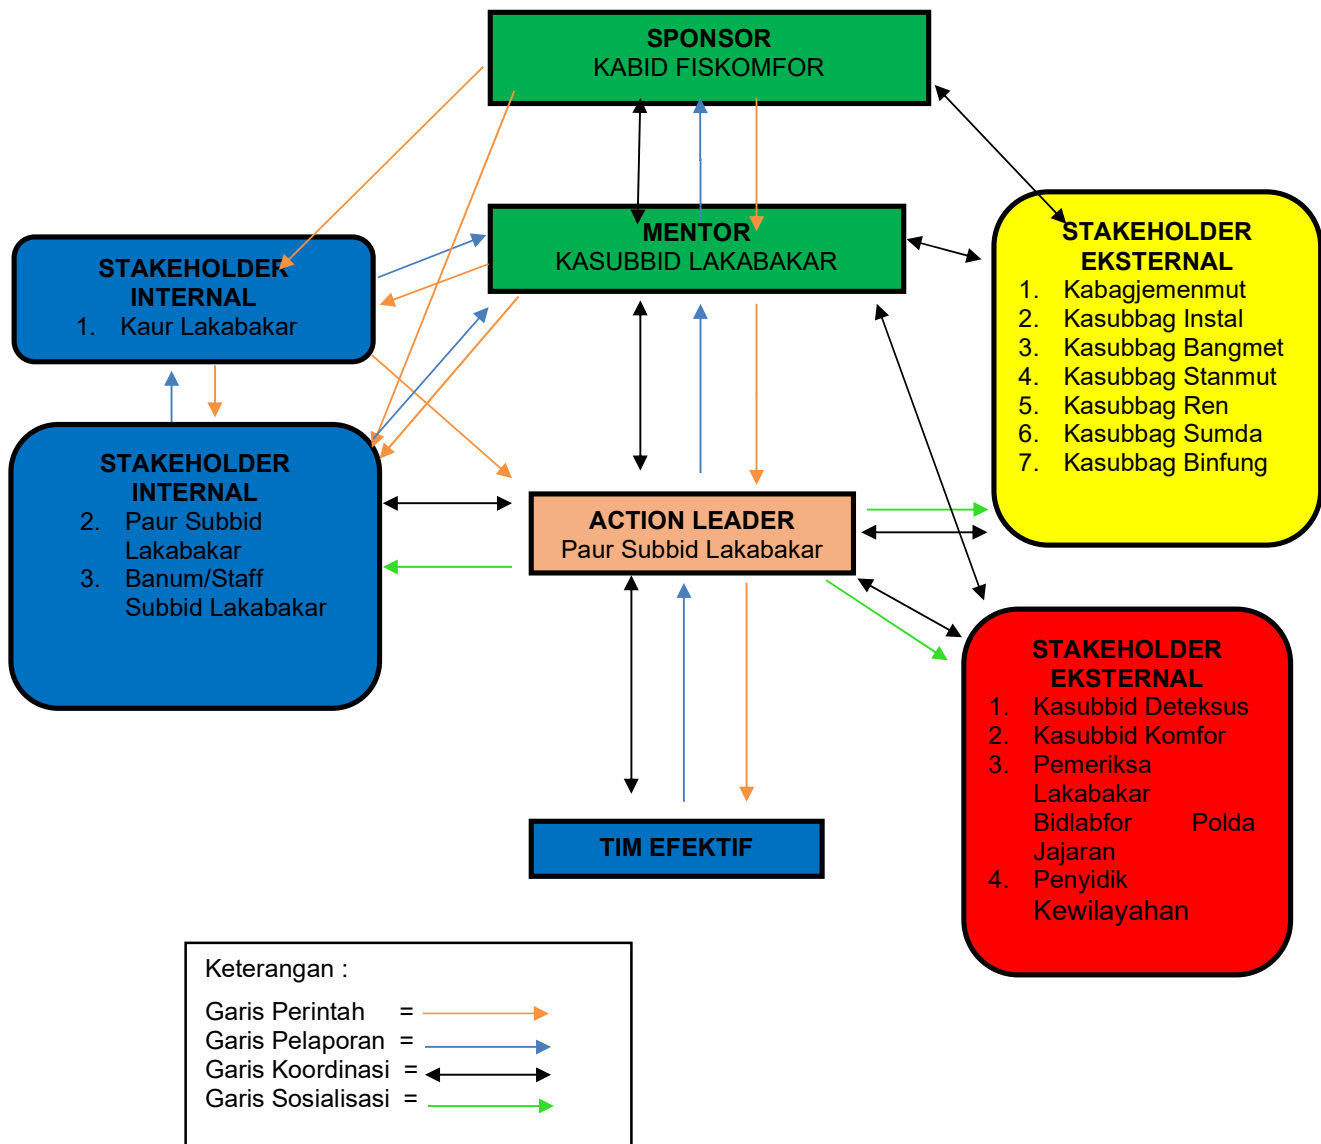 SPONSOR
KABID FISKOMFOR
MENTOR
KASUBBID LAKABAKAR
STAKEHOLDER
INTERNAL
1. Kaur Lakabakar
STAKEHOLDER
EKSTERNAL
1. Kabagjemenmut
2. Kasubbag Instal
3. Kasubbag Bangmet
4. Kasubbag Stanmut
5. Kasubbag Ren
6. Kasubbag Sumda
7. Kasubbag Binfung
STAKEHOLDER
INTERNAL
2. Paur Subbid
Lakabakar
3. Banum/Staff
Subbid Lakabakar
ACTION LEADER
Paur Subbid Lakabakar
STAKEHOLDER
EKSTERNAL
1. Kasubbid Deteksus
2. Kasubbid Komfor
3. Pemeriksa
Lakabakar
Bidlabfor Polda
Jajaran
4. Penyidik
Kewilayahan
TIM EFEKTIF
Keterangan :
Garis Perintah =
Garis Pelaporan =
Garis Koordinasi =
Garis Sosialisasi =